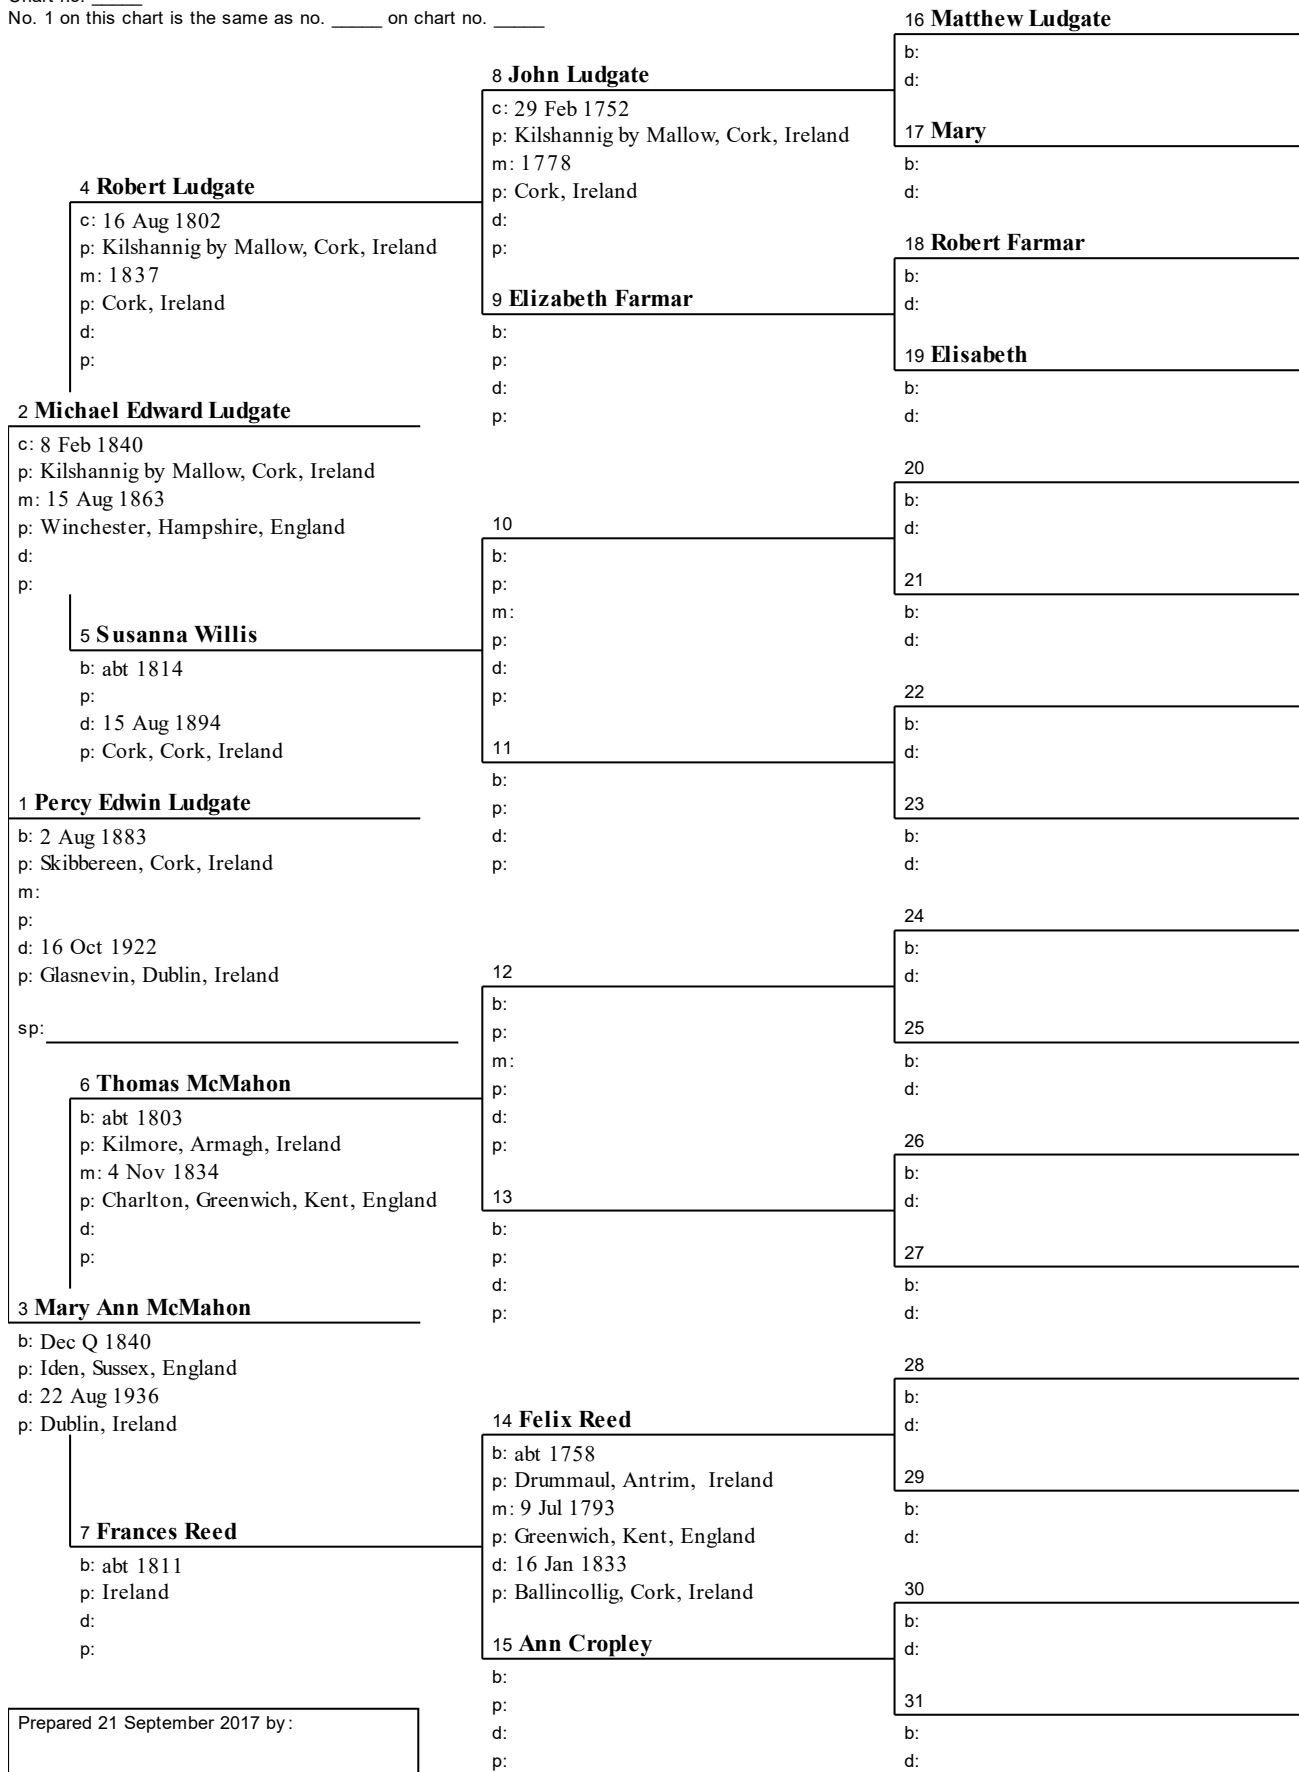 No. 1 on this chart is the same as no. _____ on chart no. _____
16 Matthew Ludgate
b:
d:
8 John Ludgate
c: 29 Feb 1752
p: Kilshannig by Mallow, Cork, Ireland
m: 1778
p: Cork, Ireland
d:
p:
17 Mary
b:
d:
4 Robert Ludgate
c: 16 Aug 1802
p: Kilshannig by Mallow, Cork, Ireland
m: 1837
p: Cork, Ireland
d:
p:
18 Robert Farmar
b:
d:
9 Elizabeth Farmar
b:
p:
d:
p:
19 Elisabeth
b:
d:
2 Michael Edward Ludgate
c: 8 Feb 1840
p: Kilshannig by Mallow, Cork, Ireland
m: 15 Aug 1863
p: Winchester, Hampshire, England
d:
p:
20
b:
d:
10
b:
p:
m:
p:
d:
p:
21
b:
d:
5 Susanna Willis
b: abt 1814
p:
d: 15 Aug 1894
p: Cork, Cork, Ireland
22
b:
d:
11
b:
p:
d:
p:
23
b:
d:
1 Percy Edwin Ludgate
b: 2 Aug 1883
p: Skibbereen, Cork, Ireland
m:
p:
d: 16 Oct 1922
p: Glasnevin, Dublin, Ireland
sp:
24
b:
d:
12
b:
p:
m:
p:
d:
p:
25
b:
d:
6 Thomas McMahon
b: abt 1803
p: Kilmore, Armagh, Ireland
m: 4 Nov 1834
p: Charlton, Greenwich, Kent, England
d:
p:
26
b:
d:
13
b:
p:
d:
p:
27
b:
d:
3 Mary Ann McMahon
b: Dec Q 1840
p: Iden, Sussex, England
d: 22 Aug 1936
p: Dublin, Ireland
28
b:
d:
14 Felix Reed
b: abt 1758
p: Drummaul, Antrim, Ireland
m: 9 Jul 1793
p: Greenwich, Kent, England
d: 16 Jan 1833
p: Ballincollig, Cork, Ireland
29
b:
d:
7 Frances Reed
b: abt 1811
p: Ireland
d:
p:
30
b:
d:
15 Ann Cropley
b:
p:
d:
p:
31
b:
d:
Prepared 21 September 2017 by: